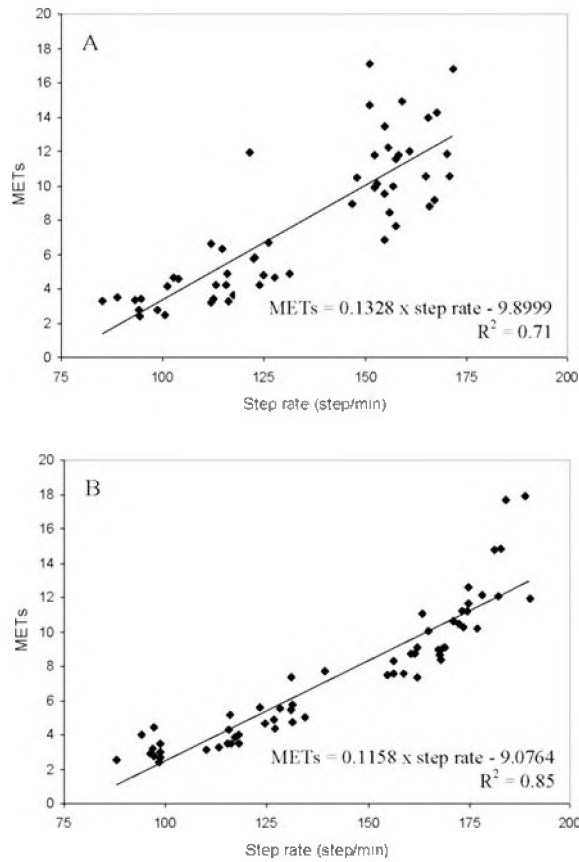 A
20
18
16
14
12
10
8
6
4
2
0
METs
METs = 0.1328 x step rate - 9.8999
R² = 0.71
75 100 125 150 175 200
Step rate (step/min)
B
20
18
16
14
12
10
8
6
4
2
0
METs
METs = 0.1158 x step rate - 9.0764
R² = 0.85
75 100 125 150 175 200
Step rate (step/min)